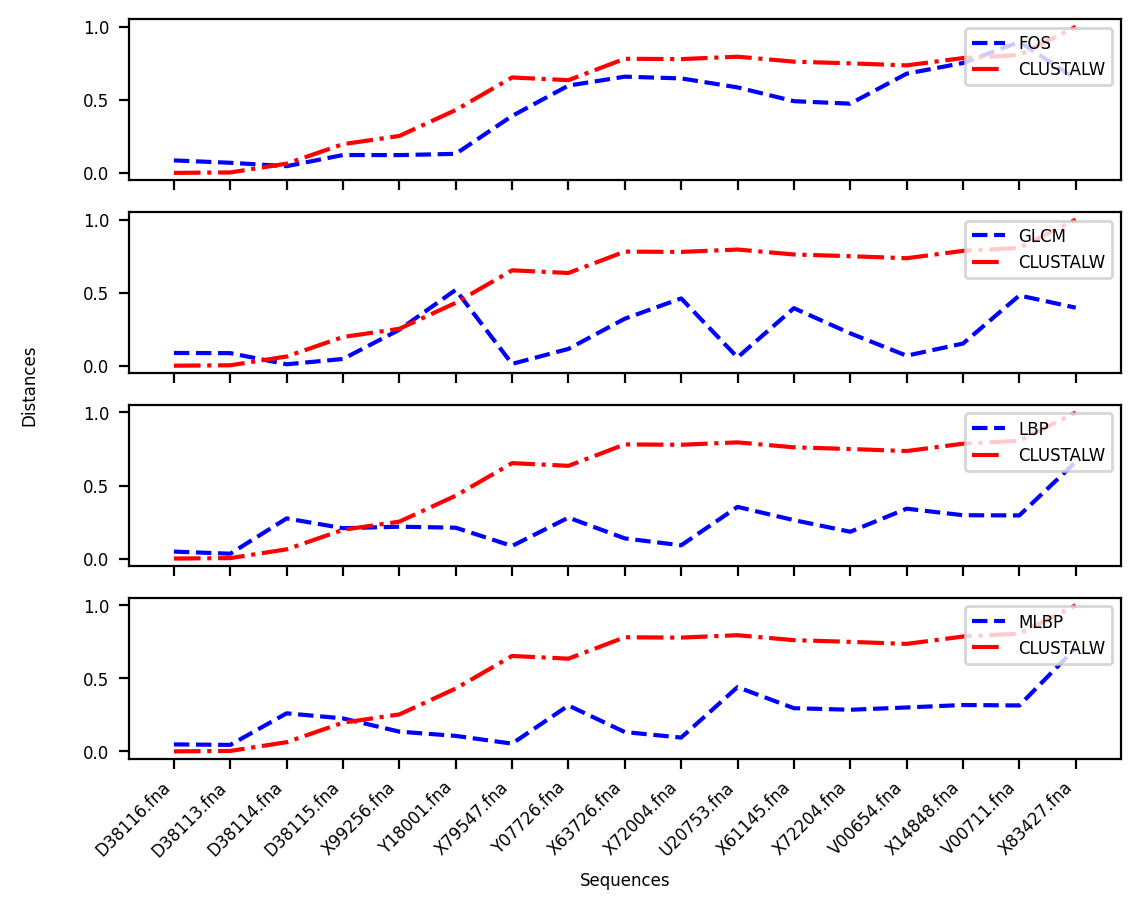 1.0
0.5
0.0
FOS
CLUSTALW
1.0
0.5
0.0
GLCM
CLUSTALW
Distances
1.0
0.5
0.0
LBP
CLUSTALW
1.0
0.5
0.0
MLBP
CLUSTALW
D38116.fna
D38113.fna
D38114.fna
D38115.fna
X99256.fna
Y18001.fna
X79547.fna
Y07726.fna
X63726.fna
X72004.fna
U20753.fna
X61145.fna
X72204.fna
V00654.fna
X14848.fna
V00711.fna
X83427.fna
Sequences